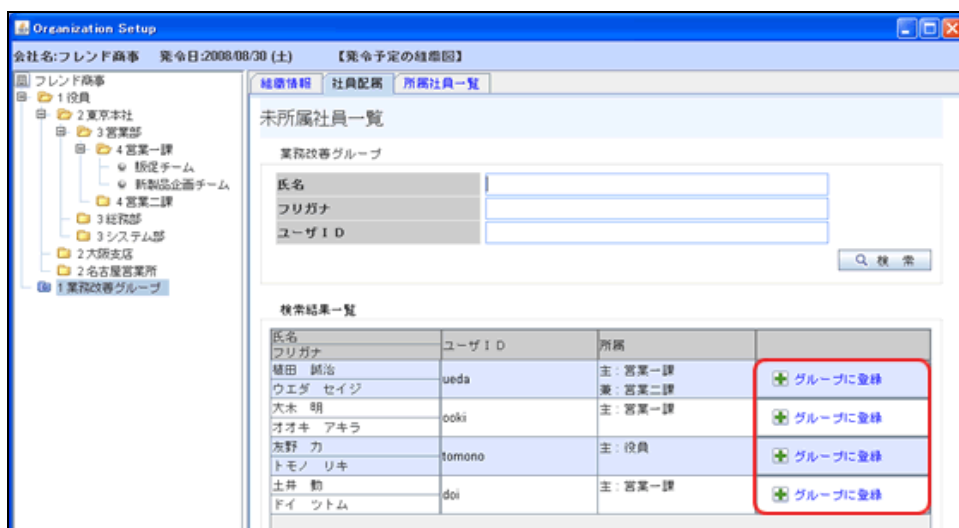 Organization Setup
会社名:フレンド商事 発令日:2008/08/30 (土) 【発令予定の組織図】
フレンド商事
1 役員
2 東京本社
3 営業部
4 営業一課
販促チーム
新製品企画チーム
4 営業二課
3 総務部
3 システム部
2 大阪支店
2 名古屋営業所
1 業務改善グループ
組織情報 社員配属 所属社員一覧
未所属社員一覧
業務改善グループ
氏名
フリガナ
ユーザID
検 索
検索結果一覧
氏名
フリガナ
ユーザID
所属
植田 誠治
ウエダ セイジ
ueda
主:営業一課
兼:営業二課
グループに登録
大木 明
オオキ アキラ
ooki
主:営業一課
グループに登録
友野 力
トモノ リキ
tomono
主:役員
グループに登録
土井 勤
ドイ ツトム
doi
主:営業一課
グループに登録